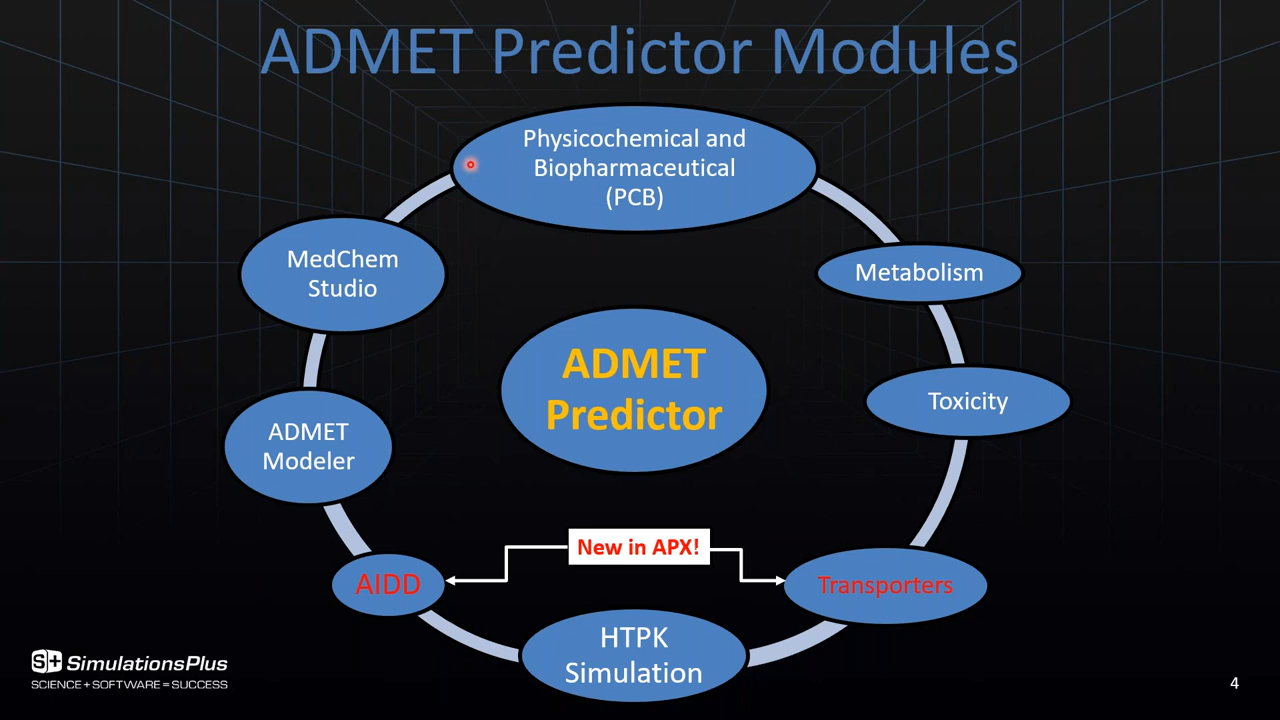 ADMET Predictor Modules
Physicochemical and
Biopharmaceutical
(PCB)
MedChem
Studio
Metabolism
ADMET
Predictor
Toxicity
ADMET
Modeler
New in APX!
AIDD
Transporters
HTPK
Simulation
S+ SimulationsPlus
SCIENCE + SOFTWARE = SUCCESS
4